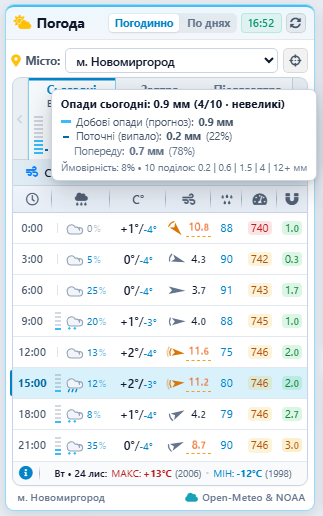 Погода Погодинно По днях 16:52
Місто: м. Новомиргород
Опади сьогодні: 0.9 мм (4/10 · невеликі)
Добові опади (прогноз): 0.9 мм
Поточні (випало): 0.2 мм (22%)
Попереду: 0.7 мм (78%)
Ймовірність: 8% • 10 поділок: 0.2 | 0.6 | 1.5 | 4 | 12+ мм
C°
0:00 0% +1°/-4° 10.8 88 740 1.0
3:00 5% 0°/-4° 4.3 90 742 0.3
6:00 25% 0°/-4° 3.7 91 743 1.7
9:00 20% +1°/-3° 4.0 88 745 1.0
12:00 13% +2°/-4° 11.6 75 746 2.0
15:00 12% +2°/-3° 11.2 80 746 2.0
18:00 8% +1°/-4° 4.2 79 746 2.7
21:00 35% 0°/-4° 8.7 90 746 3.0
Вт • 24 лис: МАКС: +13°C (2006) · МІН: -12°C (1998)
м. Новомиргород Open-Meteo & NOAA